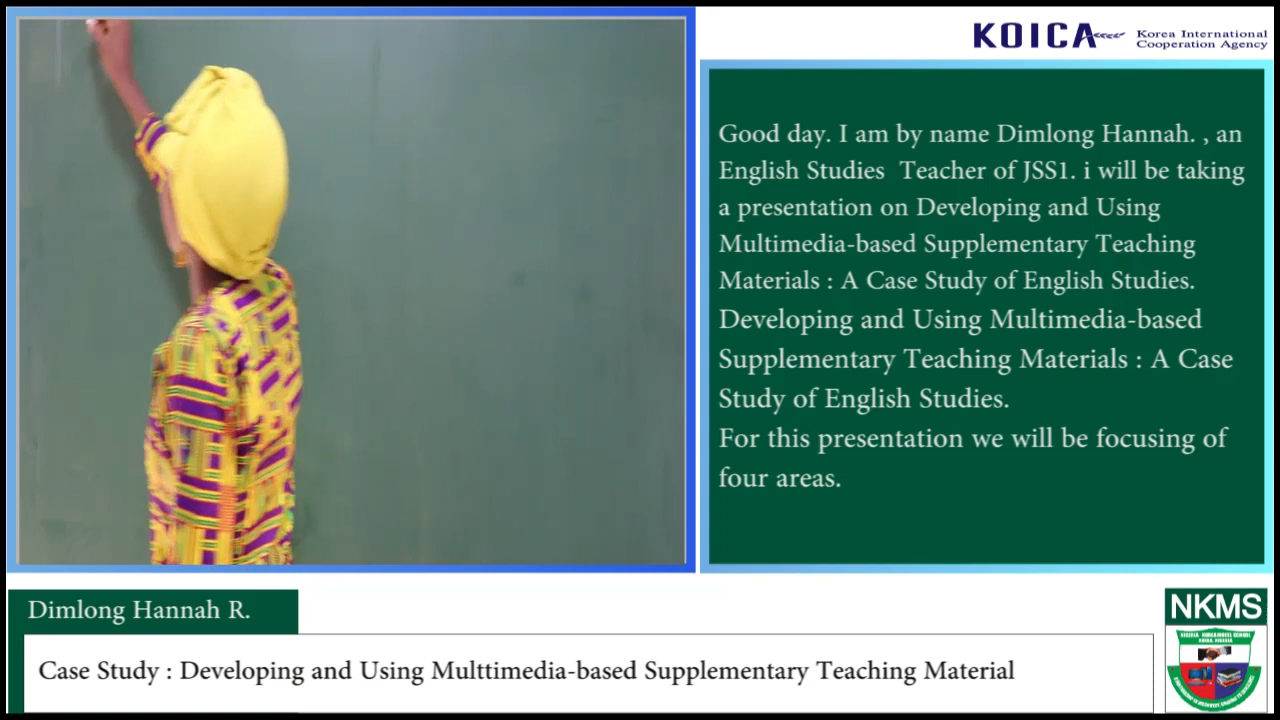 KOICA
Korea International
Cooperation Agency
Good day. I am by name Dimlong Hannah. , an
English Studies Teacher of JSS1. i will be taking
a presentation on Developing and Using
Multimedia-based Supplementary Teaching
Materials : A Case Study of English Studies.
Developing and Using Multimedia-based
Supplementary Teaching Materials : A Case
Study of English Studies.
For this presentation we will be focusing of
four areas.
Dimlong Hannah R.
Case Study : Developing and Using Multtimedia-based Supplementary Teaching Material
NKMS